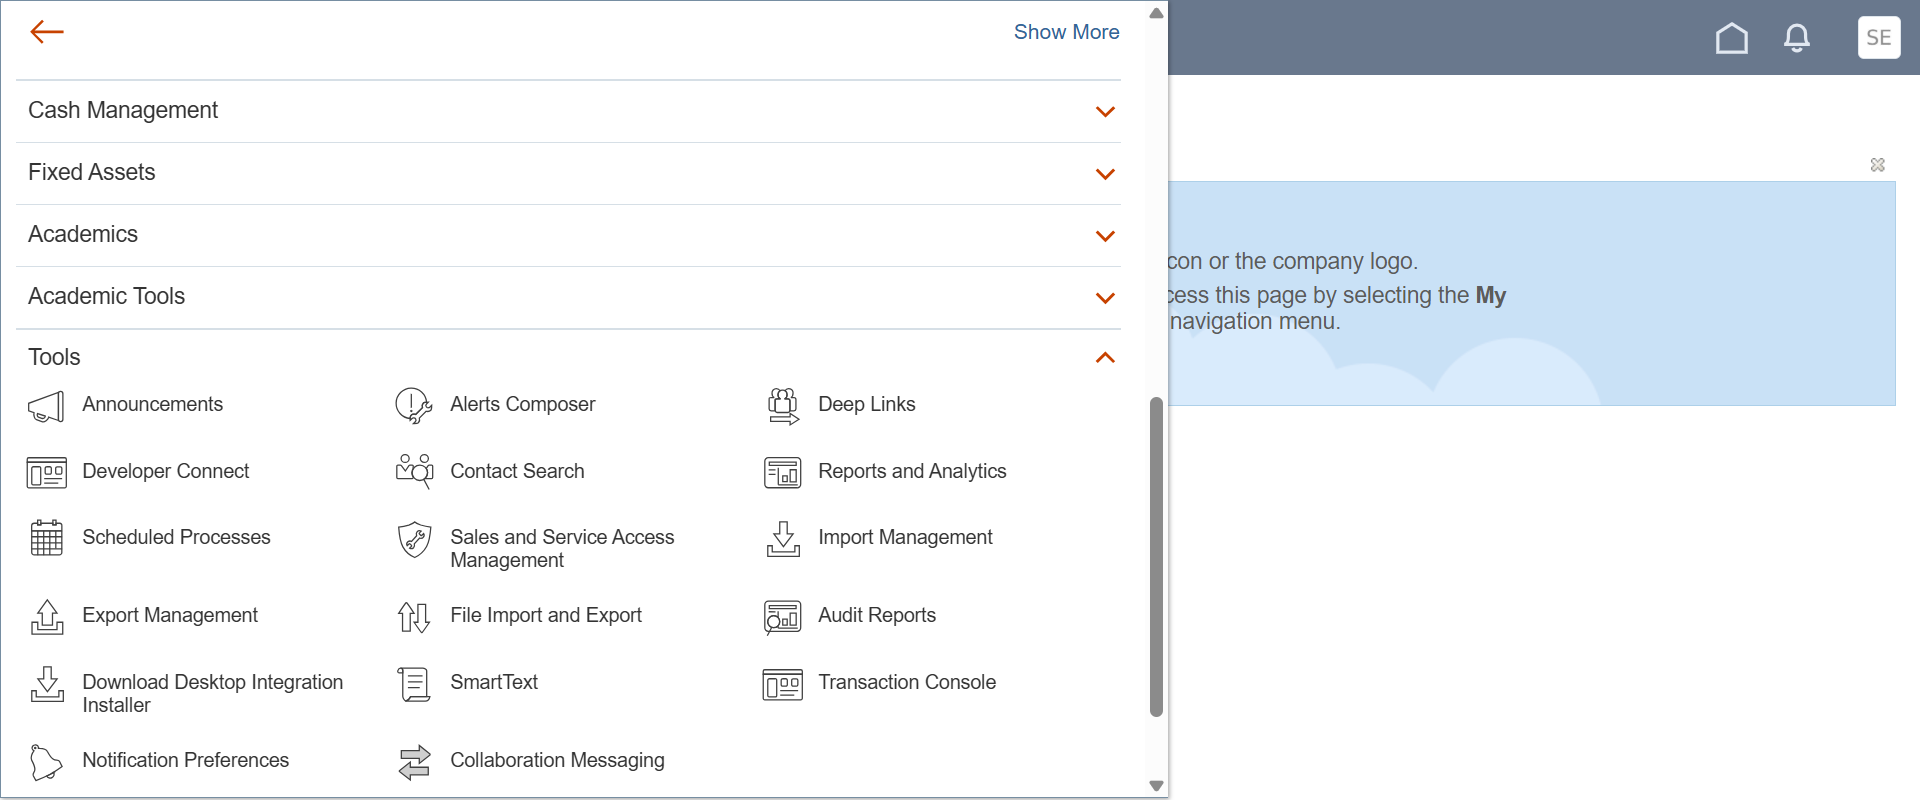 Show More
SE
Cash Management
Fixed Assets
Academics
Academic Tools
con or the company logo.
cess this page by selecting the My
navigation menu.
Tools
Announcements
Alerts Composer
Deep Links
Developer Connect
Contact Search
Reports and Analytics
Scheduled Processes
Sales and Service Access
Management
Import Management
Export Management
File Import and Export
Audit Reports
Download Desktop Integration
Installer
SmartText
Transaction Console
Notification Preferences
Collaboration Messaging